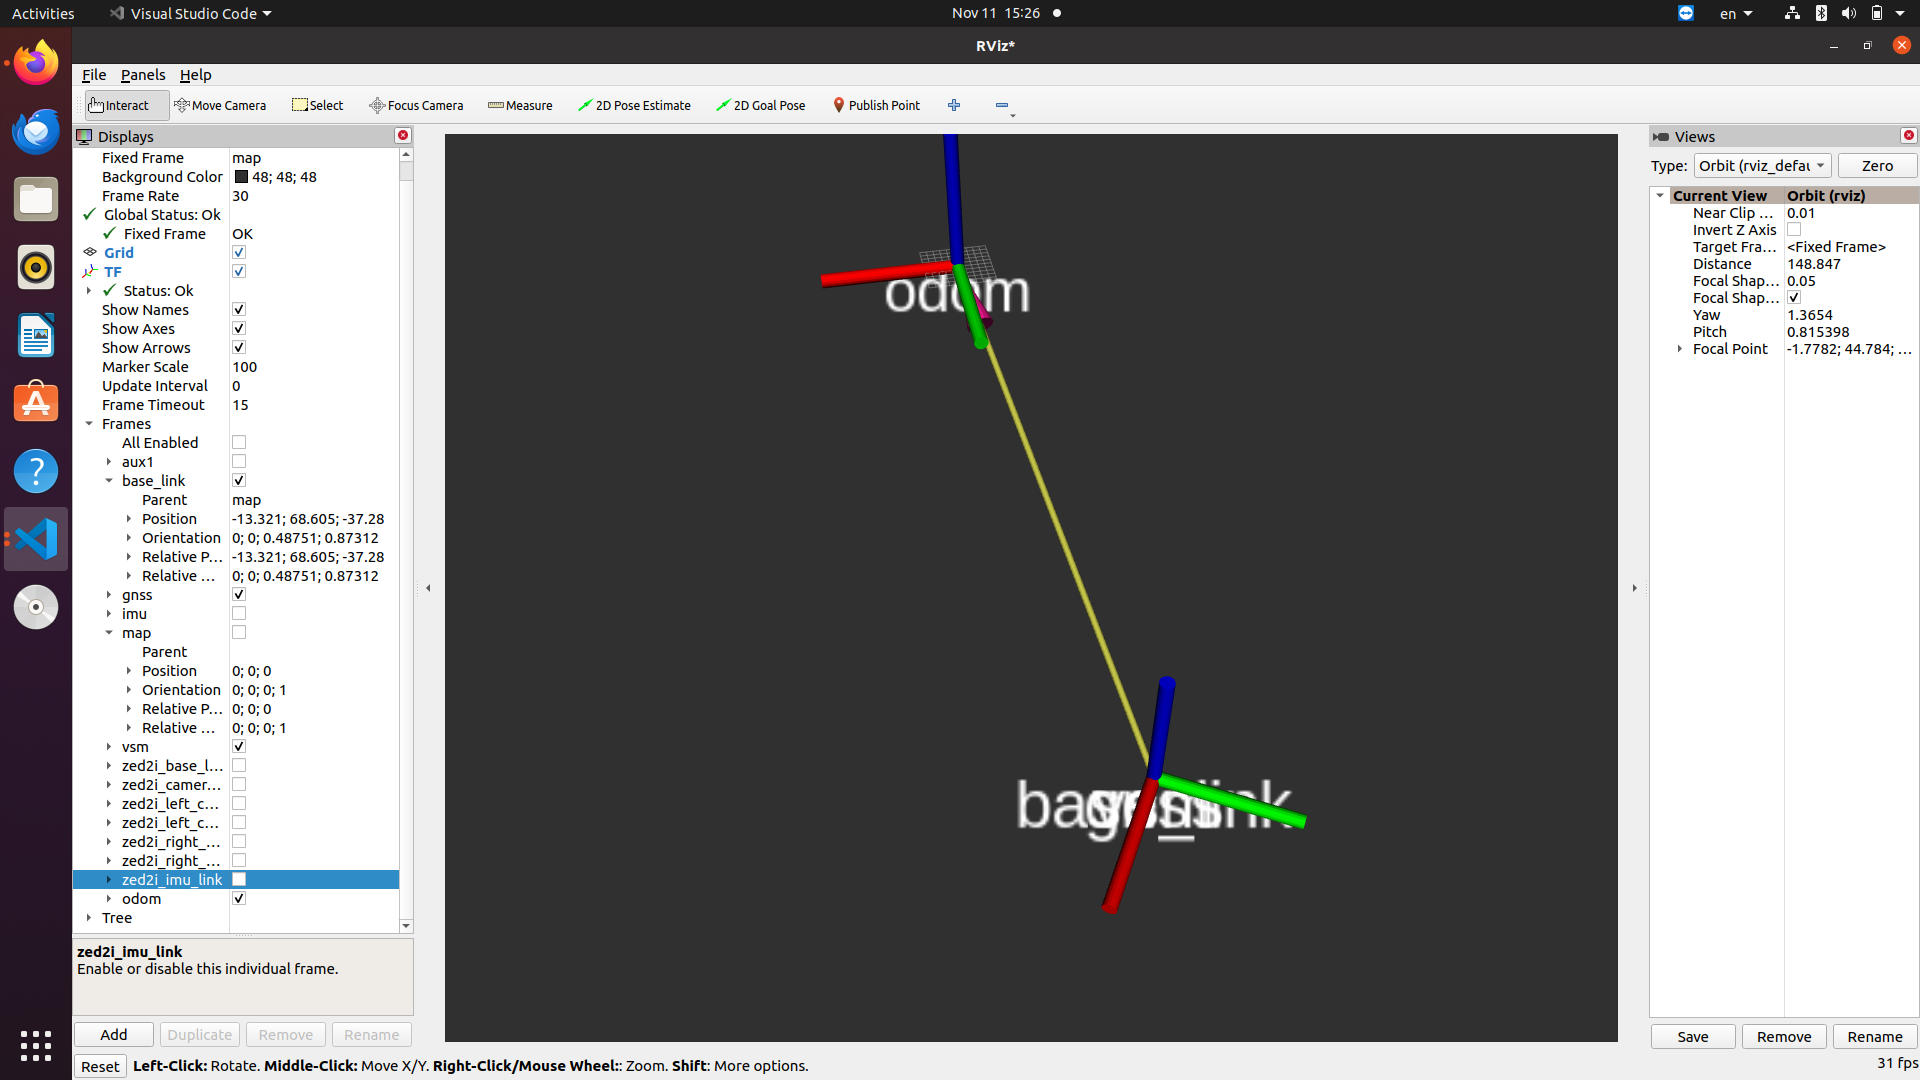 Activities Visual Studio Code Nov 11 15:26 en
RViz*
File Panels Help
Interact Move Camera Select Focus Camera Measure 2D Pose Estimate 2D Goal Pose Publish Point
Displays
Fixed Frame map
Background Color 48; 48; 48
Frame Rate 30
Global Status: Ok
Fixed Frame OK
Grid
TF
Status: Ok
Show Names
Show Axes
Show Arrows
Marker Scale 100
Update Interval 0
Frame Timeout 15
Frames
All Enabled
aux1
base_link
Parent map
Position -13.321; 68.605; -37.28
Orientation 0; 0; 0.48751; 0.87312
Relative P... -13.321; 68.605; -37.28
Relative ... 0; 0; 0.48751; 0.87312
gnss
imu
map
Parent
Position 0; 0; 0
Orientation 0; 0; 0; 1
Relative P... 0; 0; 0
Relative ... 0; 0; 0; 1
vsm
zed2i_base_l...
zed2i_camer...
zed2i_left_c...
zed2i_left_c...
zed2i_right_...
zed2i_right_...
zed2i_imu_link
odom
Tree
zed2i_imu_link
Enable or disable this individual frame.
Add Duplicate Remove Rename
Reset Left-Click: Rotate. Middle-Click: Move X/Y. Right-Click/Mouse Wheel:: Zoom. Shift: More options.
odom
Views
Type: Orbit (rviz_defau Zero
Current View Orbit (rviz)
Near Clip ... 0.01
Invert Z Axis
Target Fra... <Fixed Frame>
Distance 148.847
Focal Shap... 0.05
Focal Shap...
Yaw 1.3654
Pitch 0.815398
Focal Point -1.7782; 44.784; ...
Save Remove Rename
31 fps